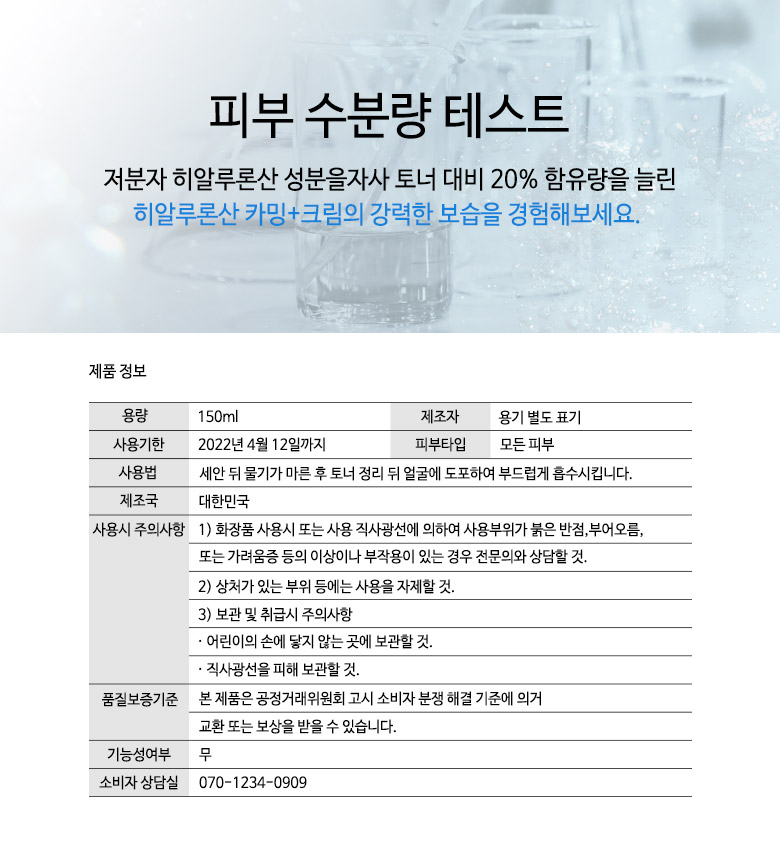 피부 수분량 테스트
저분자 히알루론산 성분을자사 토너 대비 20% 함유량을 늘린
히알루론산 카밍+크림의 강력한 보습을 경험해보세요.
제품 정보
용량 150ml 제조자 용기 별도 표기
사용기한 2022년 4월 12일까지 피부타입 모든 피부
사용법 세안 뒤 물기가 마른 후 토너 정리 뒤 얼굴에 도포하여 부드럽게 흡수시킵니다.
제조국 대한민국
사용시 주의사항 1) 화장품 사용시 또는 사용 직사광선에 의하여 사용부위가 붉은 반점,부어오름,
또는 가려움증 등의 이상이나 부작용이 있는 경우 전문의와 상담할 것.
2) 상처가 있는 부위 등에는 사용을 자제할 것.
3) 보관 및 취급시 주의사항
· 어린이의 손에 닿지 않는 곳에 보관할 것.
· 직사광선을 피해 보관할 것.
품질보증기준 본 제품은 공정거래위원회 고시 소비자 분쟁 해결 기준에 의거
교환 또는 보상을 받을 수 있습니다.
기능성여부 무
소비자 상담실 070-1234-0909